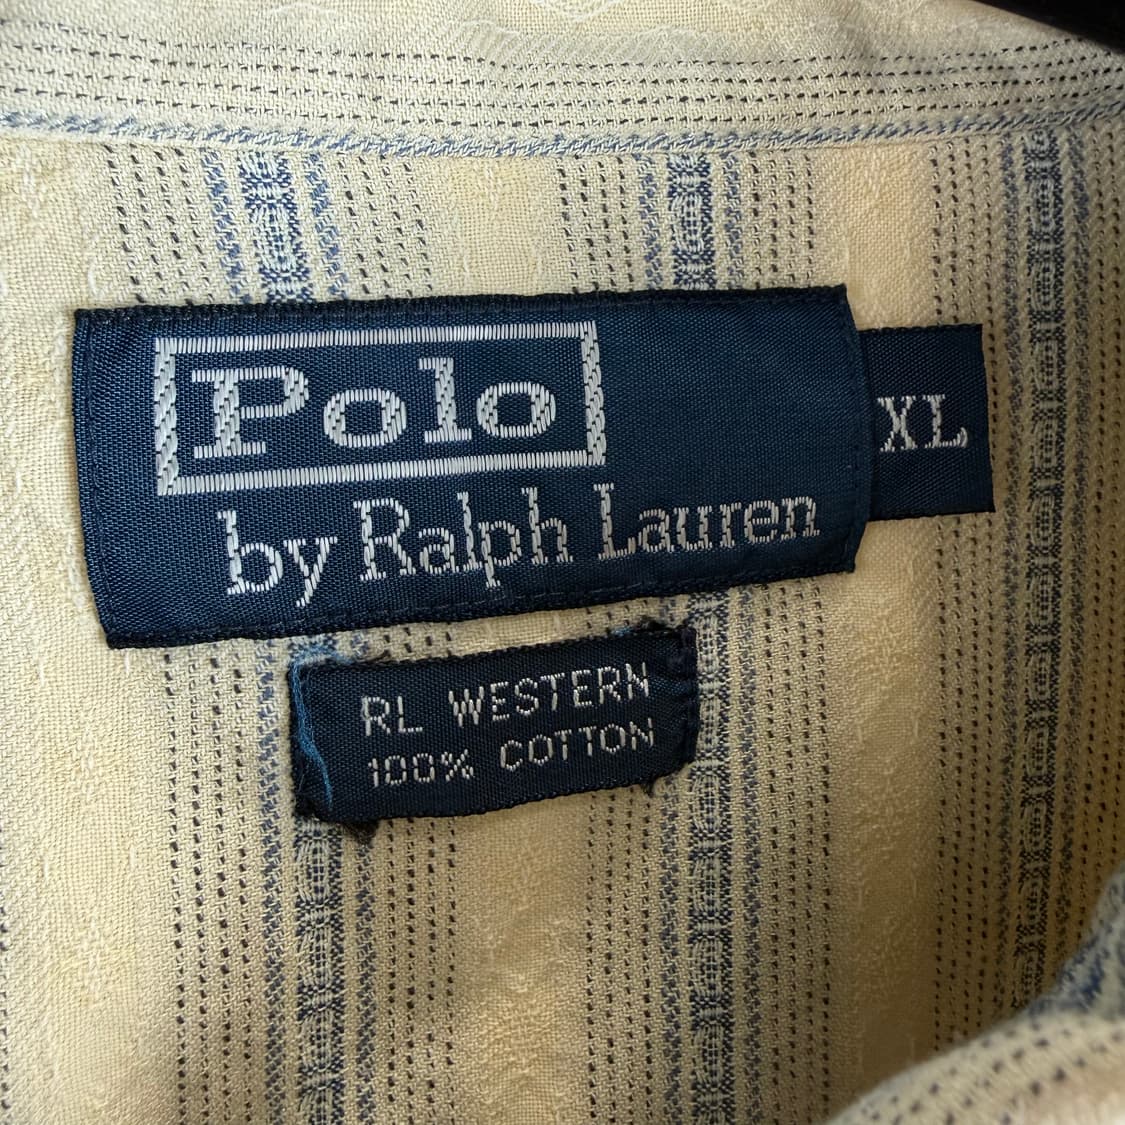 Polo
by Ralph Lauren
XL
RL WESTERN
100% COTTON